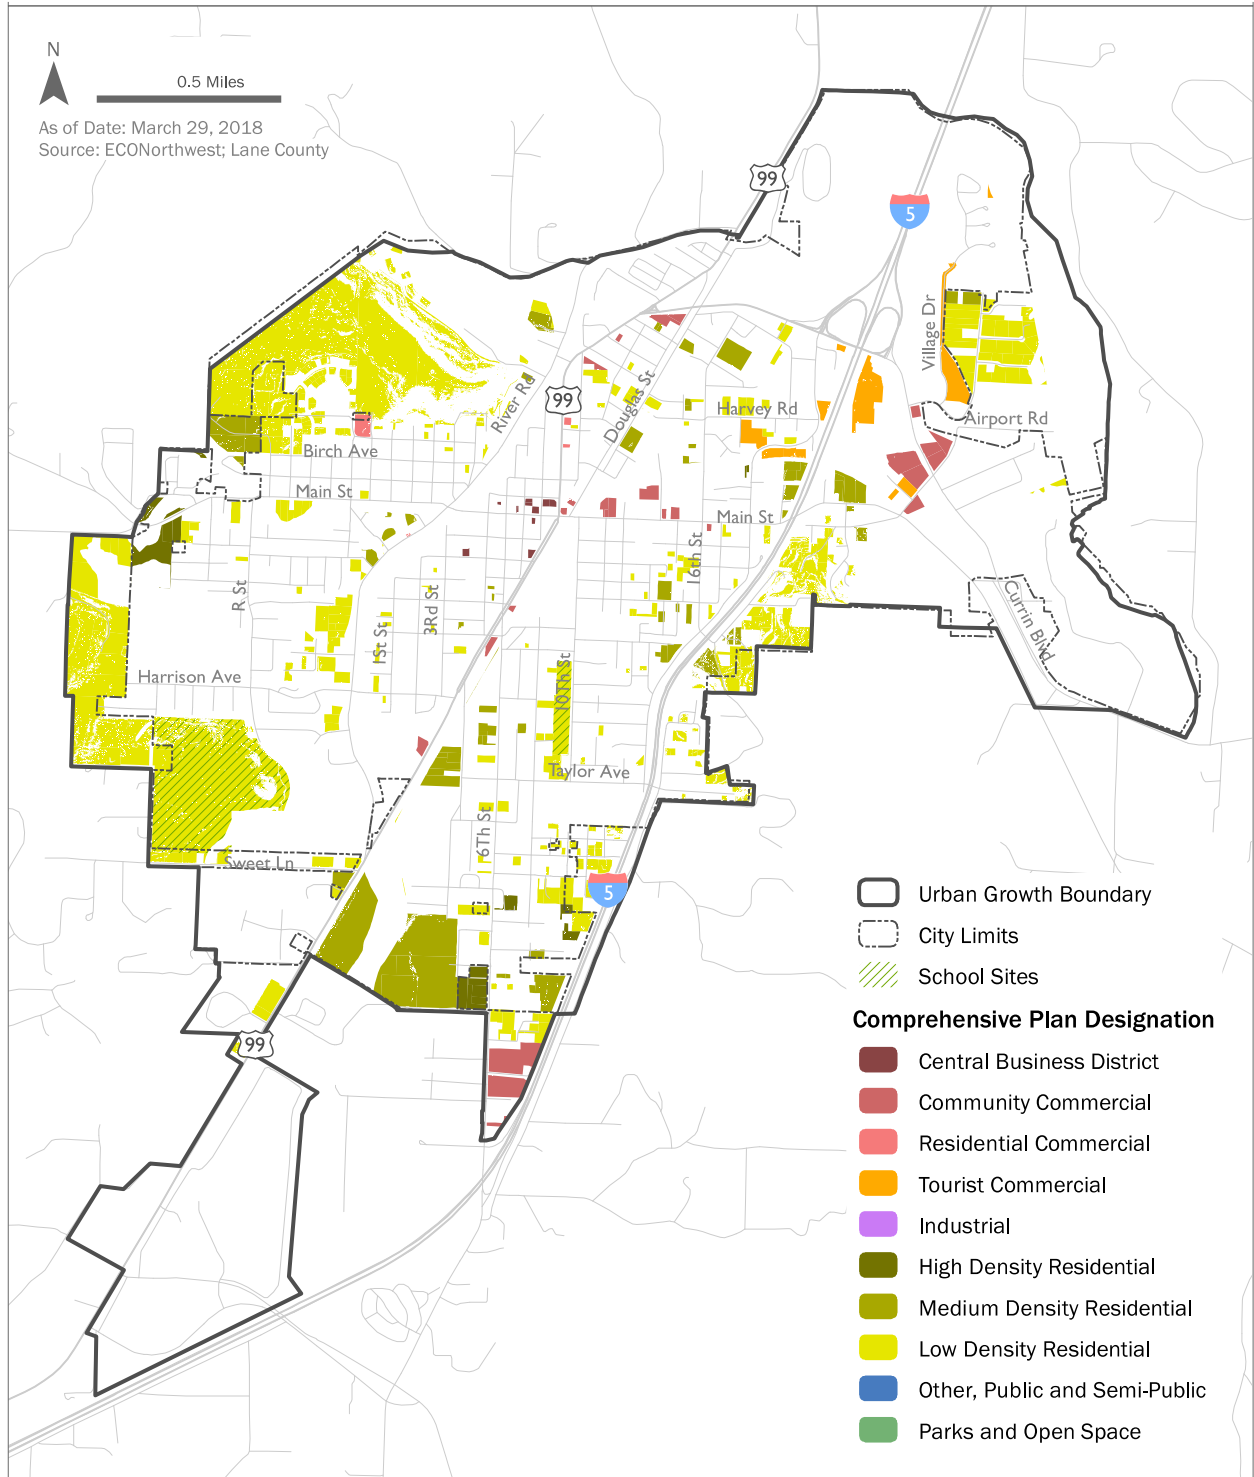 N
0.5 Miles
As of Date: March 29, 2018
Source: ECONorthwest; Lane County
99
5
Village Dr
River Rd
99
Douglas St
Harvey Rd
Airport Rd
Birch Ave
Main St
Main St
16th St
R St
3Rd St
1St St
Currin Blvd
Harrison Ave
10Th St
Taylor Ave
6Th St
Sweet Ln
5
99
Urban Growth Boundary
City Limits
School Sites
Comprehensive Plan Designation
Central Business District
Community Commercial
Residential Commercial
Tourist Commercial
Industrial
High Density Residential
Medium Density Residential
Low Density Residential
Other, Public and Semi-Public
Parks and Open Space